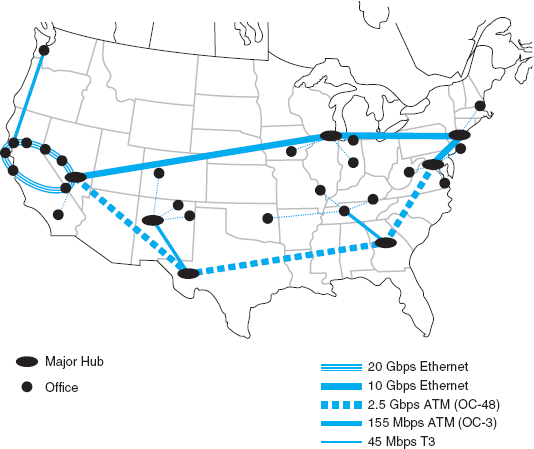 Major Hub
Office
20 Gbps Ethernet
10 Gbps Ethernet
2.5 Gbps ATM (OC-48)
155 Mbps ATM (OC-3)
45 Mbps T3